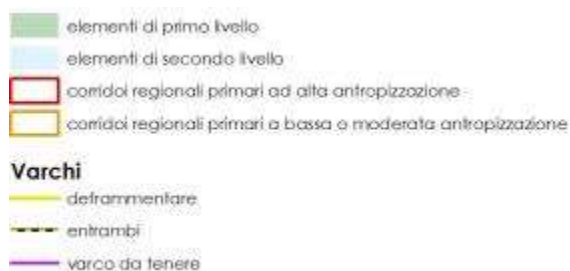 elementi di primo livello
elementi di secondo livello
corridoi regionali primari ad alta antropizzazione
corridoi regionali primari a bassa o moderata antropizzazione
Varchi
deframmentare
entrambi
varco da tenere